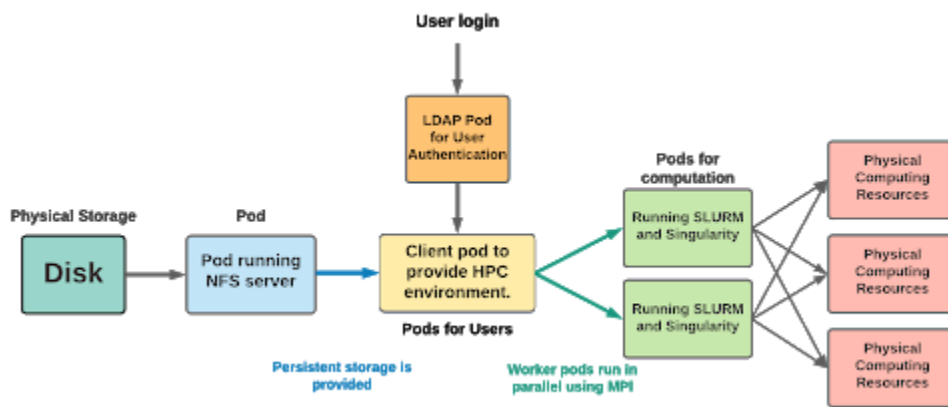 User login
LDAP Pod
for User
Authentication
Physical Storage
Disk
Pod
Pod running
NFS server
Client pod to
provide HPC
environment.
Pods for Users
Persistent storage is
provided
Worker pods run in
parallel using MPI
Pods for
computation
Running SLURM
and Singularity
Running SLURM
and Singularity
Physical
Computing
Resources
Physical
Computing
Resources
Physical
Computing
Resources